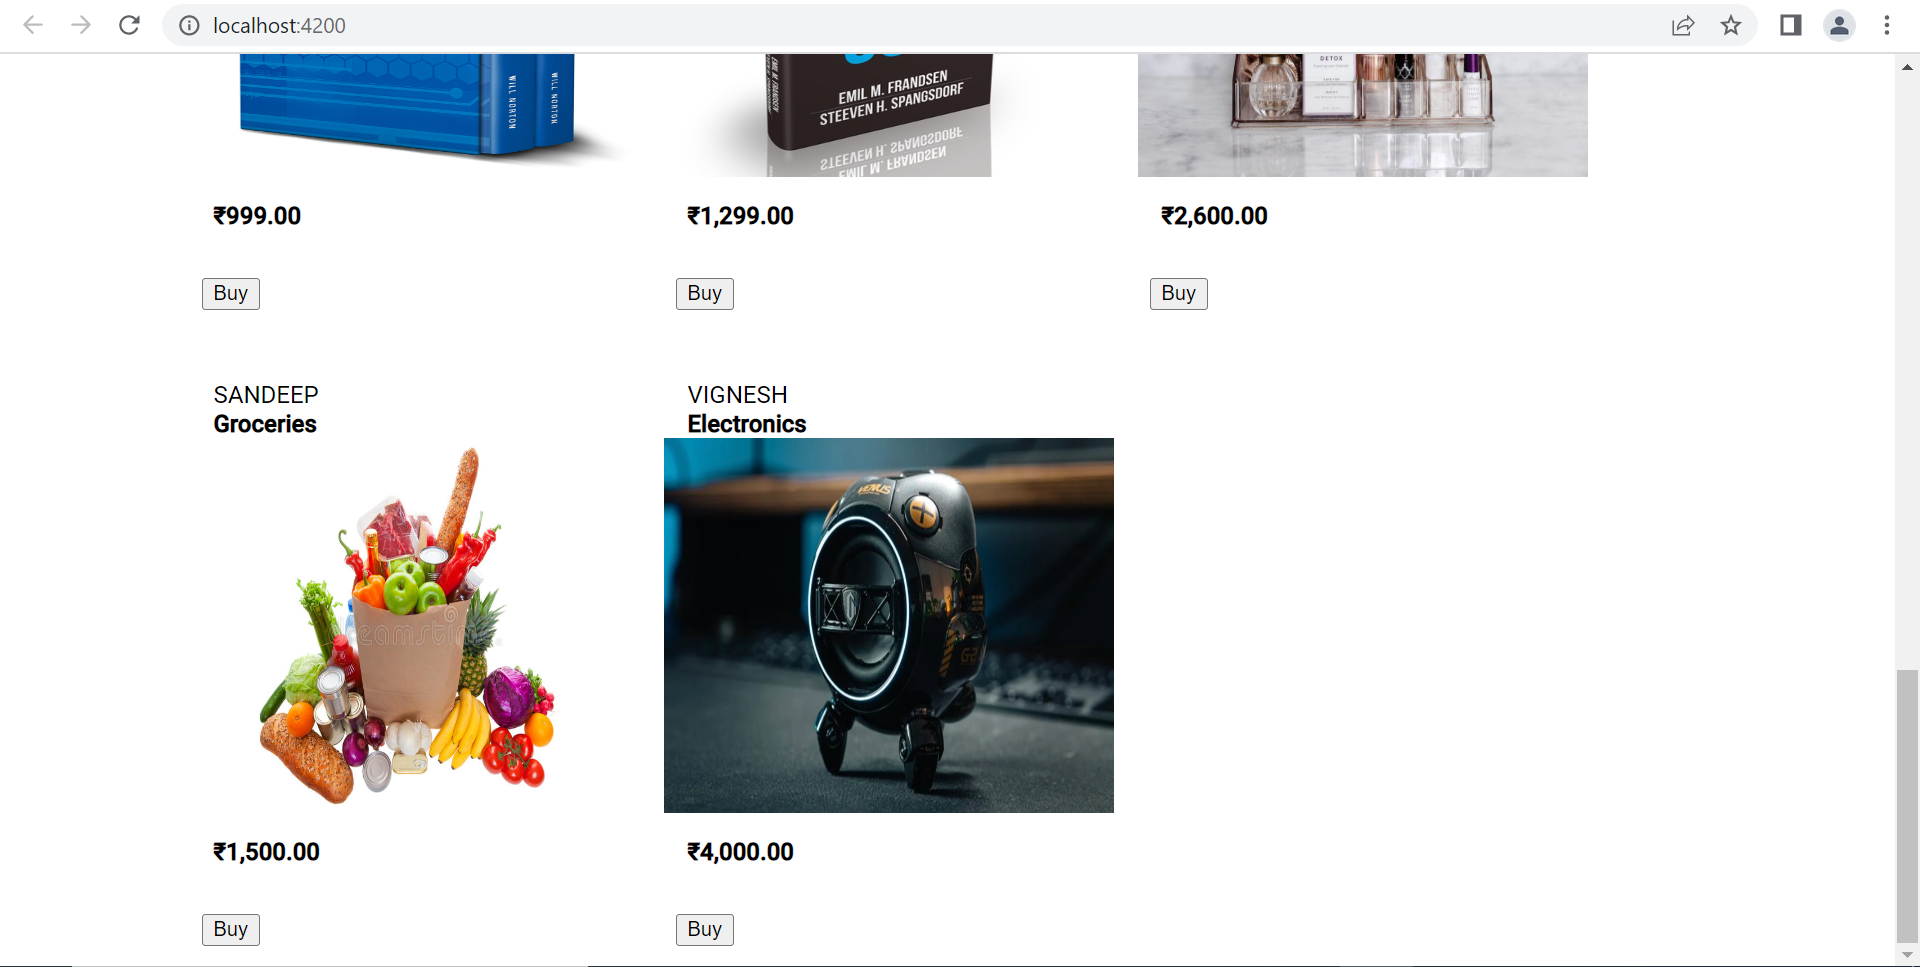 localhost:4200
WILL NORTON
WILL NORTON
EMIL M. FRANDSEN
STEEVEN H. SPANGSDORF
DETOX
₹999.00
₹1,299.00
₹2,600.00
Buy
Buy
Buy
SANDEEP
Groceries
VIGNESH
Electronics
VENUS
₹1,500.00
₹4,000.00
Buy
Buy